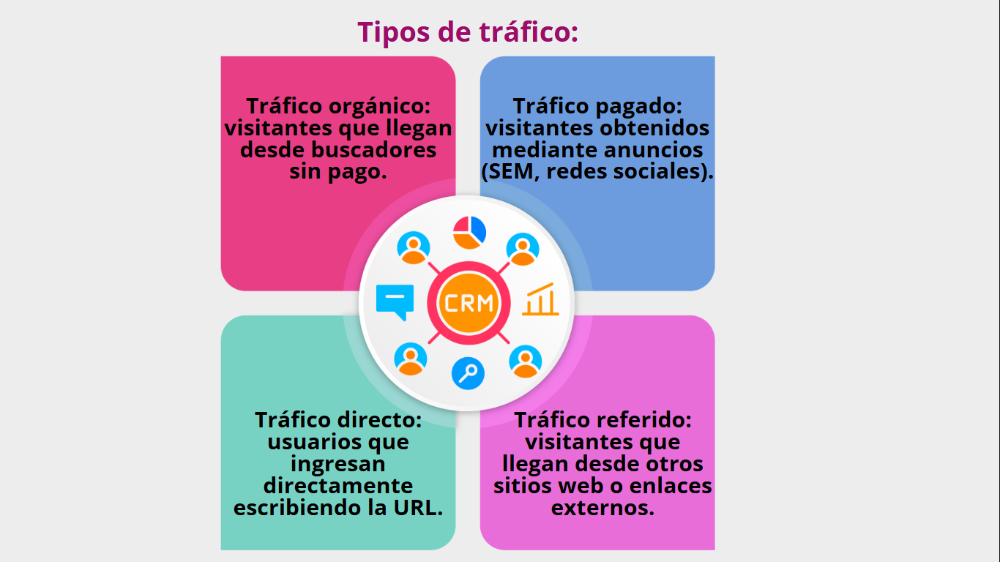 Tipos de tráfico:
Tráfico orgánico:
visitantes que llegan
desde buscadores
sin pago.
Tráfico pagado:
visitantes obtenidos
mediante anuncios
(SEM, redes sociales).
CRM
Tráfico directo:
usuarios que
ingresan
directamente
escribiendo la URL.
Tráfico referido:
visitantes que
llegan desde otros
sitios web o enlaces
externos.